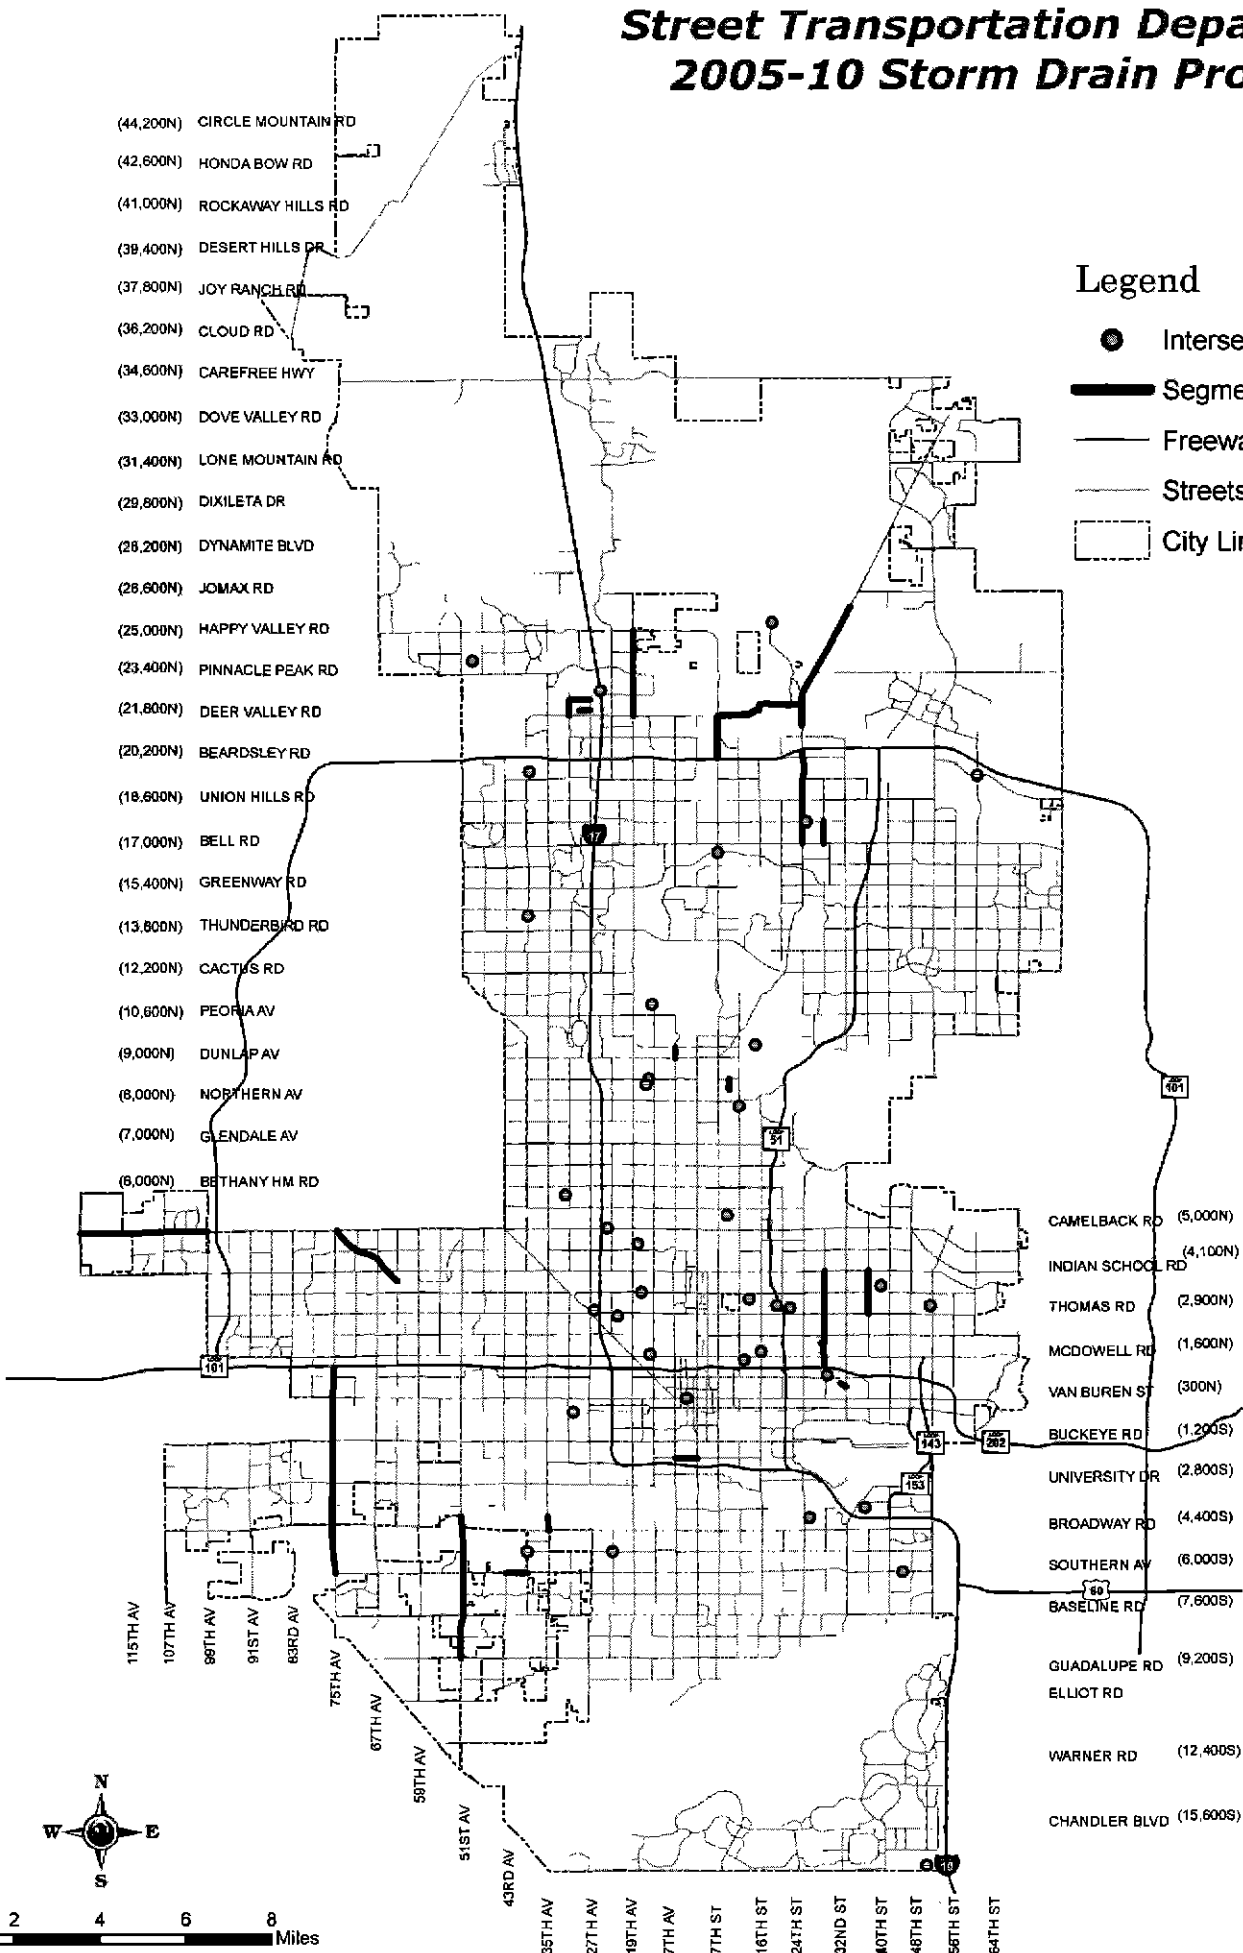 Street Transportation Depa
2005-10 Storm Drain Pro
(44,200N) CIRCLE MOUNTAIN RD
(42,600N) HONDA BOW RD
(41,000N) ROCKAWAY HILLS RD
(39,400N) DESERT HILLS DR
(37,800N) JOY RANCH RD
(36,200N) CLOUD RD
(34,600N) CAREFREE HWY
(33,000N) DOVE VALLEY RD
(31,400N) LONE MOUNTAIN RD
(29,800N) DIXILETA DR
(28,200N) DYNAMITE BLVD
(26,600N) JOMAX RD
(25,000N) HAPPY VALLEY RD
(23,400N) PINNACLE PEAK RD
(21,800N) DEER VALLEY RD
(20,200N) BEARDSLEY RD
(18,600N) UNION HILLS RD
(17,000N) BELL RD
(15,400N) GREENWAY RD
(13,800N) THUNDERBIRD RD
(12,200N) CACTUS RD
(10,600N) PEORIA AV
(9,000N) DUNLAP AV
(8,000N) NORTHERN AV
(7,000N) GLENDALE AV
(6,000N) BETHANY HM RD
Legend
Interse
Segme
Freewa
Streets
City Lin
17
101
51
101
143
202
153
60
10
CAMELBACK RD (5,000N)
INDIAN SCHOOL RD (4,100N)
THOMAS RD (2,900N)
MCDOWELL RD (1,600N)
VAN BUREN ST (300N)
BUCKEYE RD (1,200S)
UNIVERSITY DR (2,800S)
BROADWAY RD (4,400S)
SOUTHERN AV (6,000S)
BASELINE RD (7,600S)
GUADALUPE RD (9,200S)
ELLIOT RD
WARNER RD (12,400S)
CHANDLER BLVD (15,600S)
115TH AV
107TH AV
99TH AV
91ST AV
83RD AV
75TH AV
67TH AV
59TH AV
51ST AV
43RD AV
35TH AV
27TH AV
19TH AV
7TH AV
7TH ST
16TH ST
24TH ST
32ND ST
40TH ST
48TH ST
56TH ST
64TH ST
N
W E
S
2 4 6 8
Miles